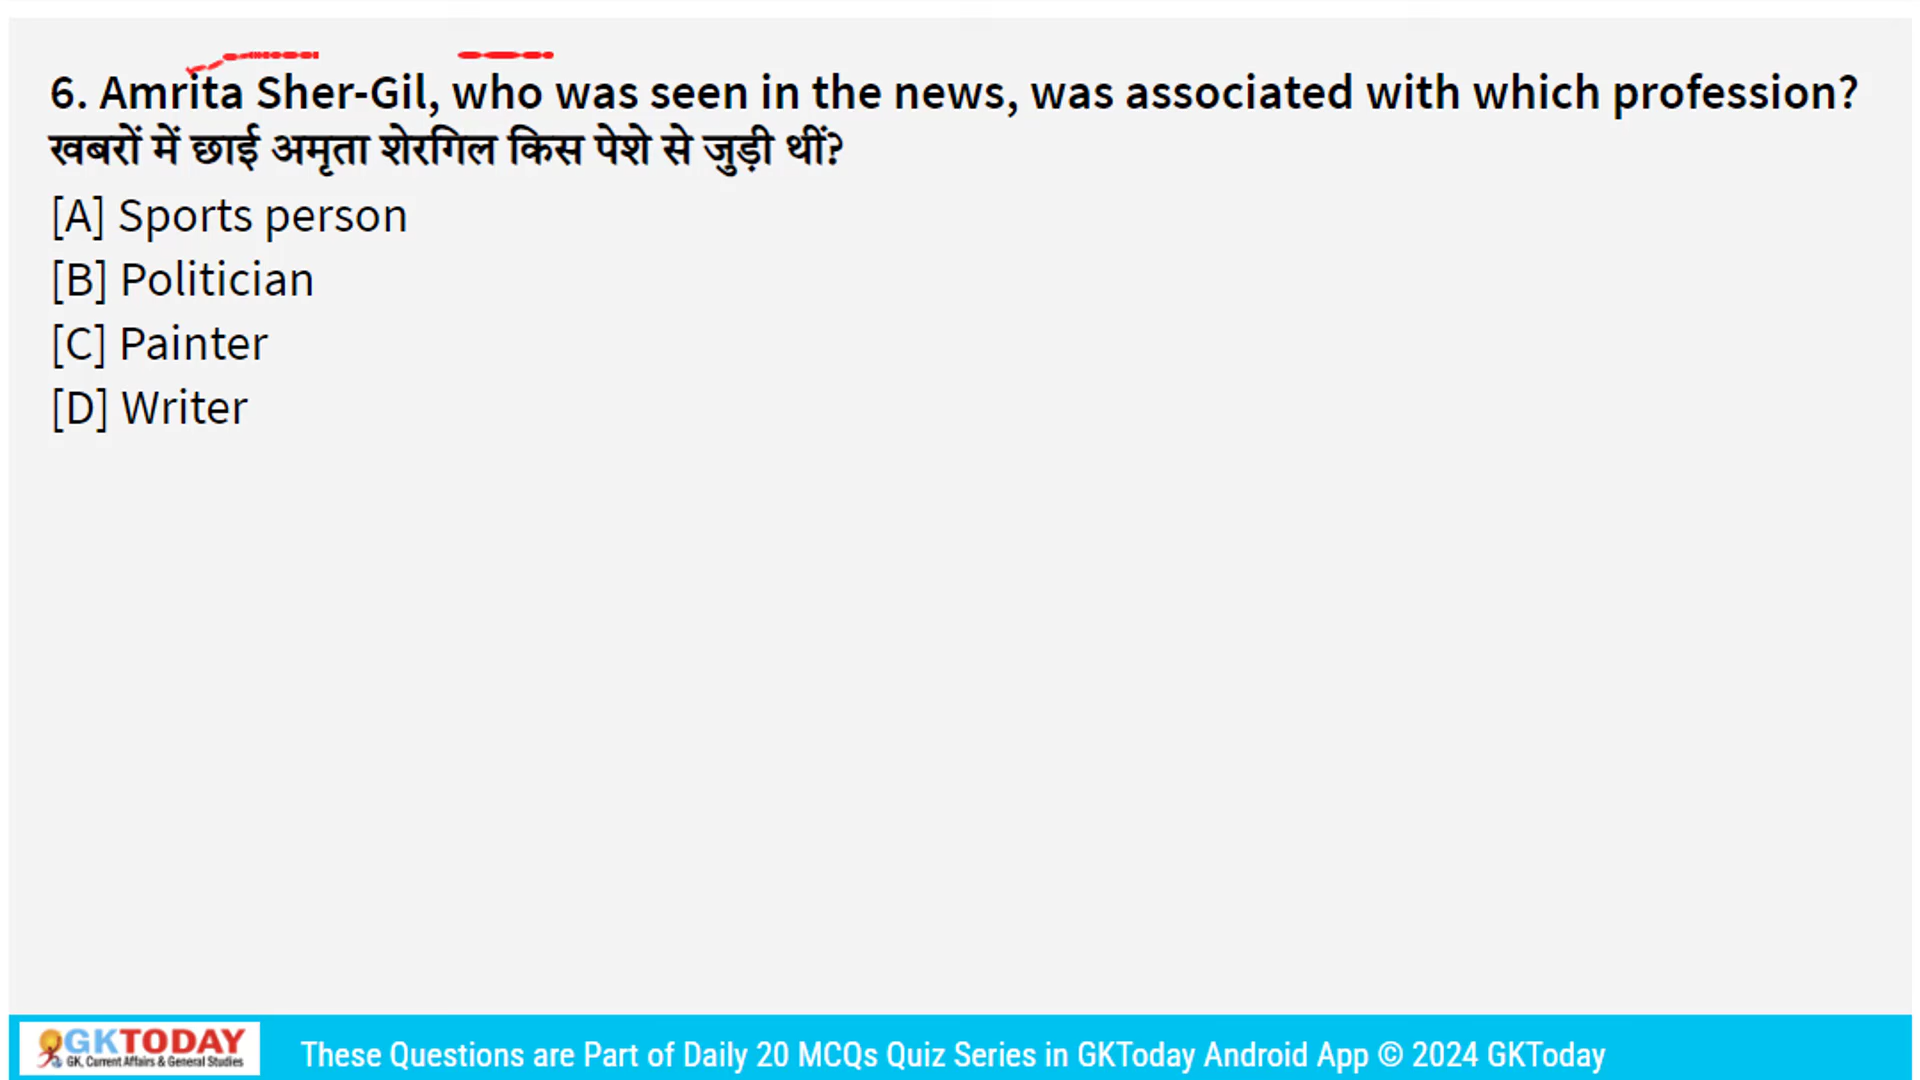 6. Amrita Sher-Gil, who was seen in the news, was associated with which profession?
खबरों में छाई अमृता शेरगिल किस पेशे से जुड़ी थीं?
[A] Sports person
[B] Politician
[C] Painter
[D] Writer
GKTODAY
GK, Current Affairs & General Studies
These Questions are Part of Daily 20 MCQs Quiz Series in GKToday Android App © 2024 GKToday